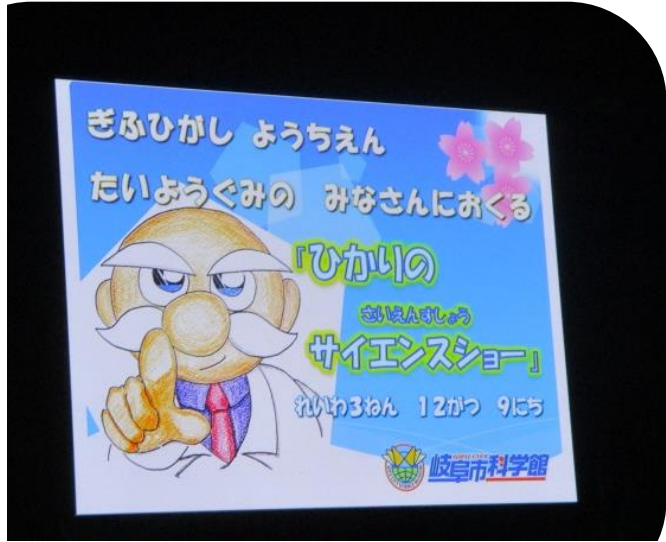 ぎふひがし ようちえん
たいようぐみの みなさんにおくる
『ひかりの
さいえんすしょう
サイエンスショー』
れいわ3ねん 12がつ 9にち
岐阜市科学館